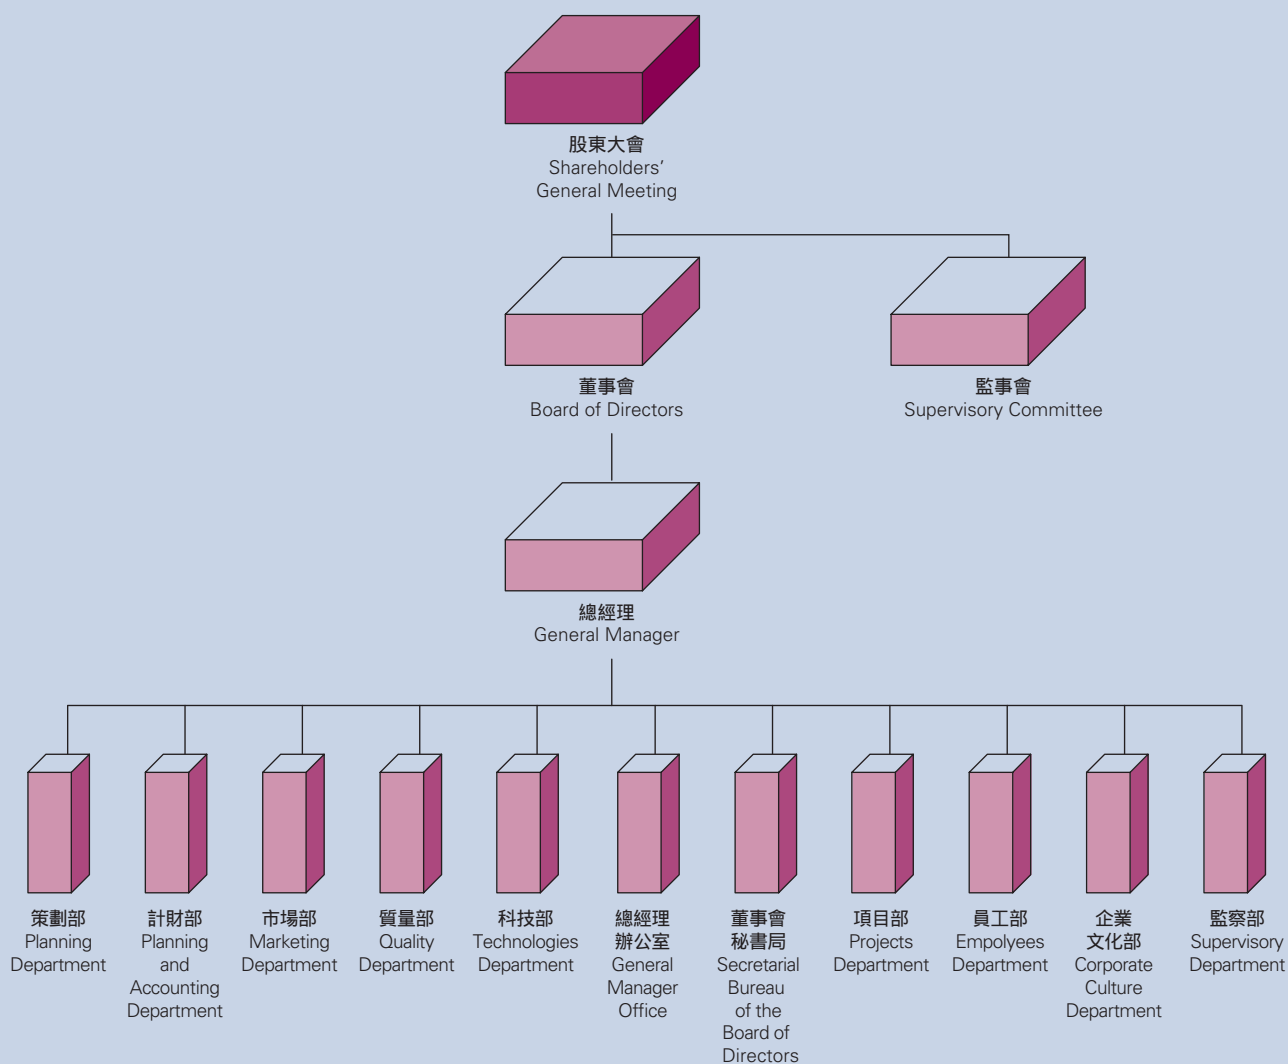 股東大會
Shareholders'
General Meeting
董事會
Board of Directors
監事會
Supervisory Committee
總經理
General Manager
策劃部
Planning
Department
計財部
Planning
and
Accounting
Department
市場部
Marketing
Department
質量部
Quality
Department
科技部
Technologies
Department
總經理
辦公室
General
Manager
Office
董事會
秘書局
Secretarial
Bureau
of the
Board of
Directors
項目部
Projects
Department
員工部
Empolyees
Department
企業
文化部
Corporate
Culture
Department
監察部
Supervisory
Department